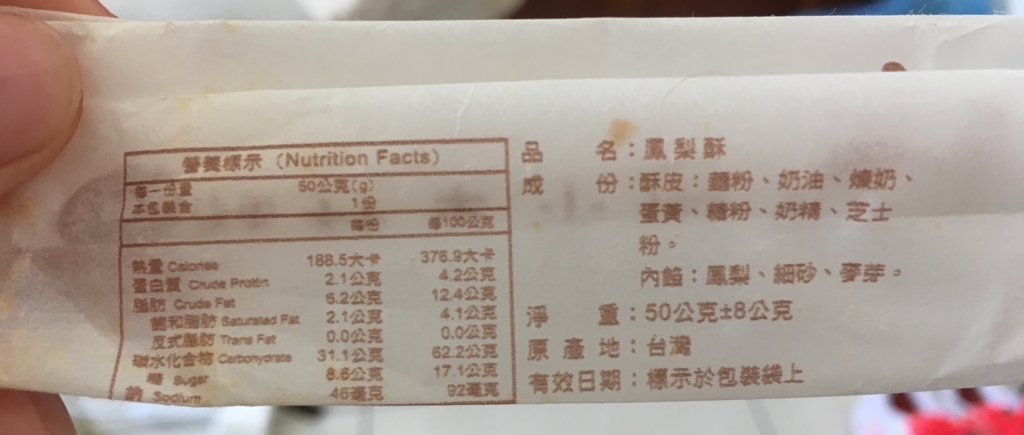 營養標示 (Nutrition Facts)
每一份量 50公克(g)
本包裝含 1份
每份 每100公克
熱量 Calories 188.5大卡 376.9大卡
蛋白質 Crude Protin 2.1公克 4.2公克
脂肪 Crude Fat 6.2公克 12.4公克
飽和脂肪 Saturated Fat 2.1公克 4.1公克
反式脂肪 Trans Fat 0.0公克 0.0公克
碳水化合物 Carbonydrate 31.1公克 62.2公克
糖 Sugar 8.6公克 17.1公克
鈉 Sodium 46毫克 92毫克
品 名：鳳梨酥
成 份：酥皮：麵粉、奶油、煉奶、
蛋黃、糖粉、奶精、芝士
粉。
內餡：鳳梨、細砂、麥芽。
淨 重：50公克±8公克
原產地：台灣
有效日期：標示於包裝袋上